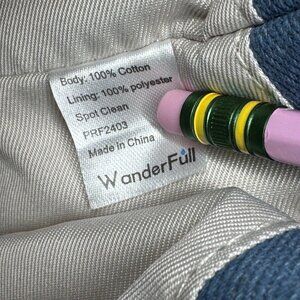 Body: 100% Cotton
Lining: 100% polyester
Spot Clean
PRF2403
Made in China
WanderFull